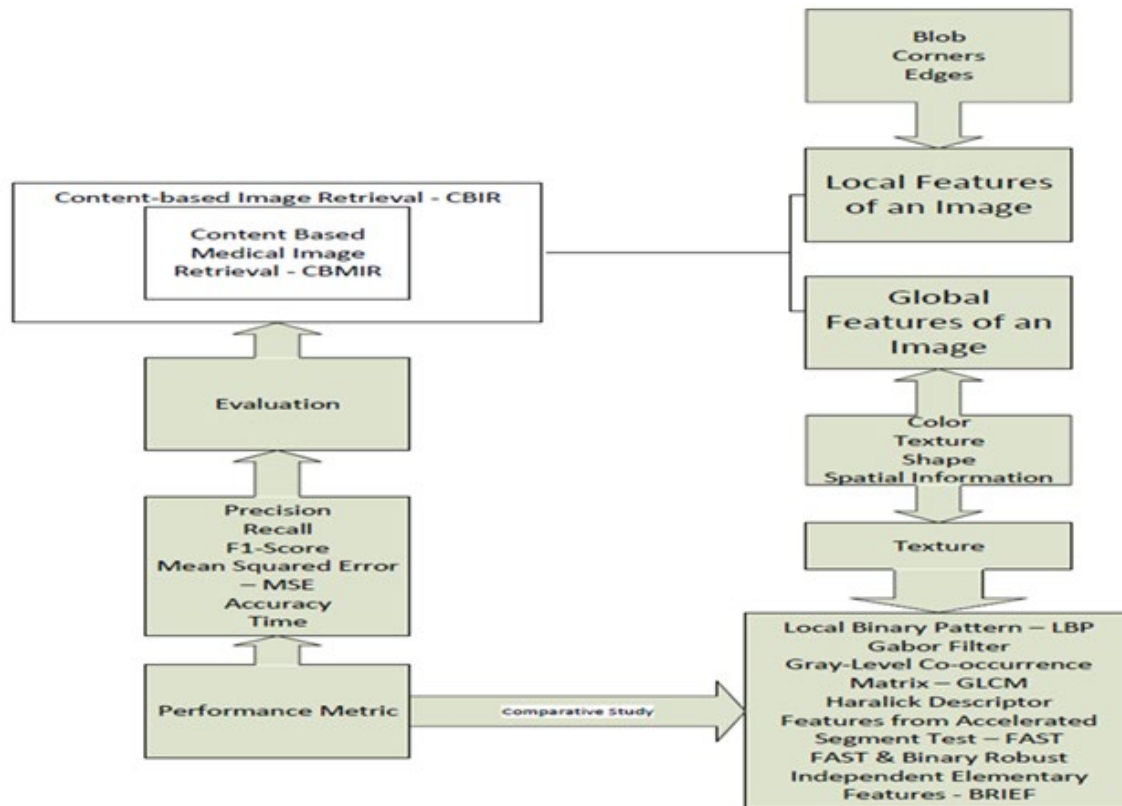 Blob
Corners
Edges
Local Features
of an Image
Content-based Image Retrieval - CBIR
Content Based
Medical Image
Retrieval - CBMIR
Global
Features of an
Image
Evaluation
Color
Texture
Shape
Spatial Information
Precision
Recall
F1-Score
Mean Squared Error
– MSE
Accuracy
Time
Texture
Performance Metric
Comparative Study
Local Binary Pattern – LBP
Gabor Filter
Gray-Level Co-occurrence
Matrix – GLCM
Haralick Descriptor
Features from Accelerated
Segment Test – FAST
FAST & Binary Robust
Independent Elementary
Features - BRIEF